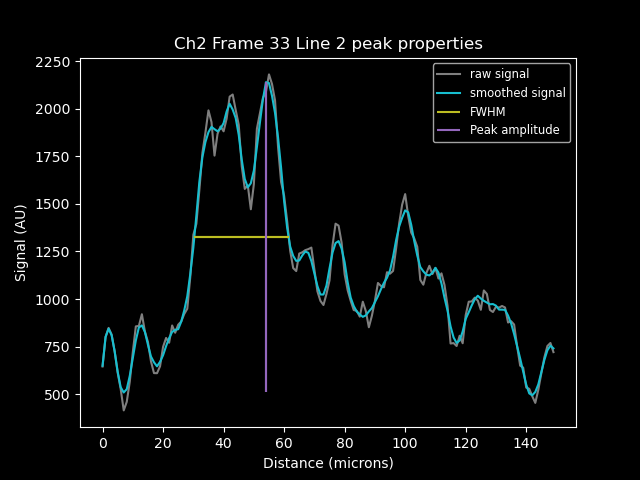 Ch2 Frame 33 Line 2 peak properties
raw signal
smoothed signal
FWHM
Peak amplitude
Signal (AU)
2250
2000
1750
1500
1250
1000
750
500
0 20 40 60 80 100 120 140
Distance (microns)